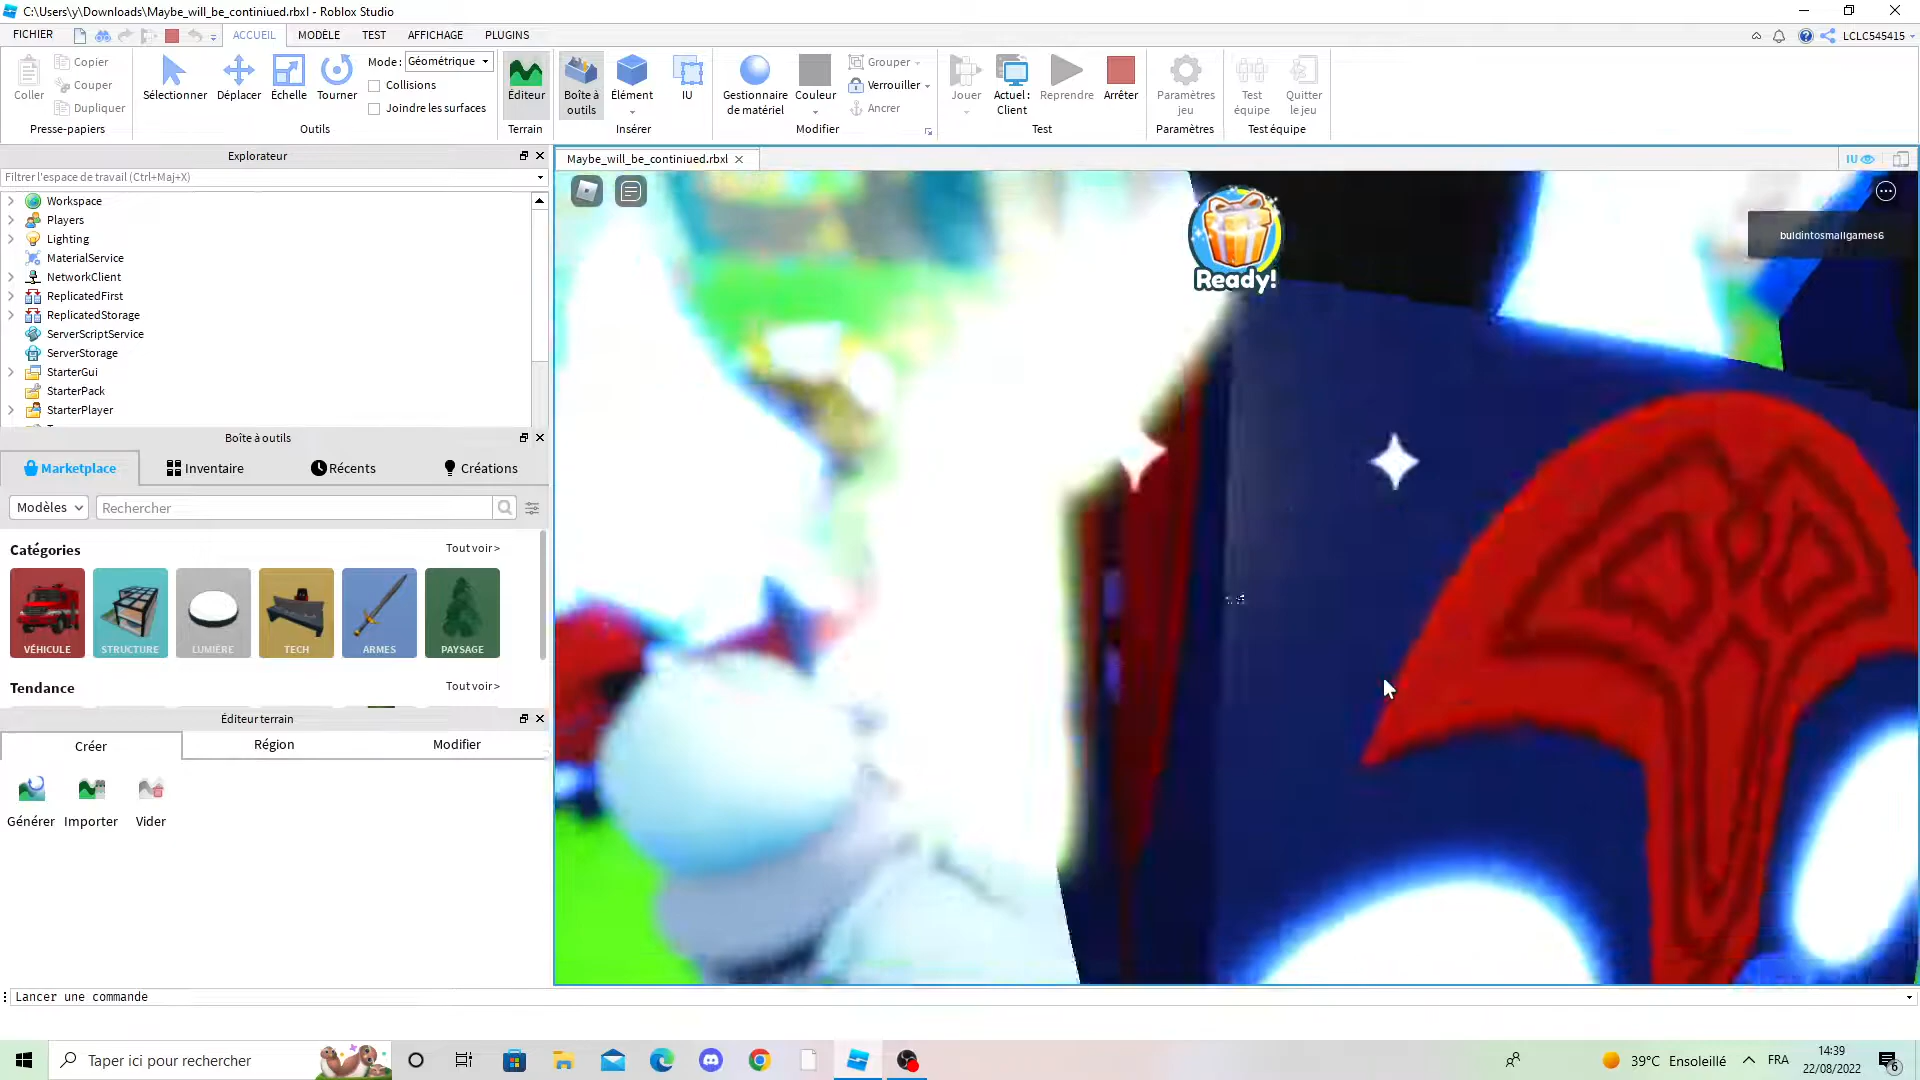 C:\Users\y\Downloads\Maybe_will_be_continiued.rbxl - Roblox Studio
FICHIER
ACCUEIL
MODÈLE
TEST
AFFICHAGE
PLUGINS
LCLC545415
Coller
Copier
Couper
Dupliquer
Presse-papiers
Sélectionner
Déplacer
Échelle
Tourner
Mode : Géométrique
Collisions
Joindre les surfaces
Outils
Éditeur
Terrain
Boîte à outils
Élément
IU
Insérer
Gestionnaire de matériel
Couleur
Grouper
Verrouiller
Ancrer
Modifier
Jouer
Actuel : Client
Reprendre
Arrêter
Test
Paramètres jeu
Paramètres
Test équipe
Quitter le jeu
Test équipe
Explorateur
Filtrer l'espace de travail (Ctrl+Maj+X)
Workspace
Players
Lighting
MaterialService
NetworkClient
ReplicatedFirst
ReplicatedStorage
ServerScriptService
ServerStorage
StarterGui
StarterPack
StarterPlayer
Boîte à outils
Marketplace
Inventaire
Récents
Créations
Modèles
Rechercher
Catégories
Tout voir >
VÉHICULE
STRUCTURE
LUMIÈRE
TECH
ARMES
PAYSAGE
Tendance
Tout voir >
Éditeur terrain
Créer
Région
Modifier
Générer
Importer
Vider
Maybe_will_be_continiued.rbxl
IU
Ready!
buldintosmallgames6
Lancer une commande
Taper ici pour rechercher
39°C Ensoleillé
FRA
14:39
22/08/2022
6